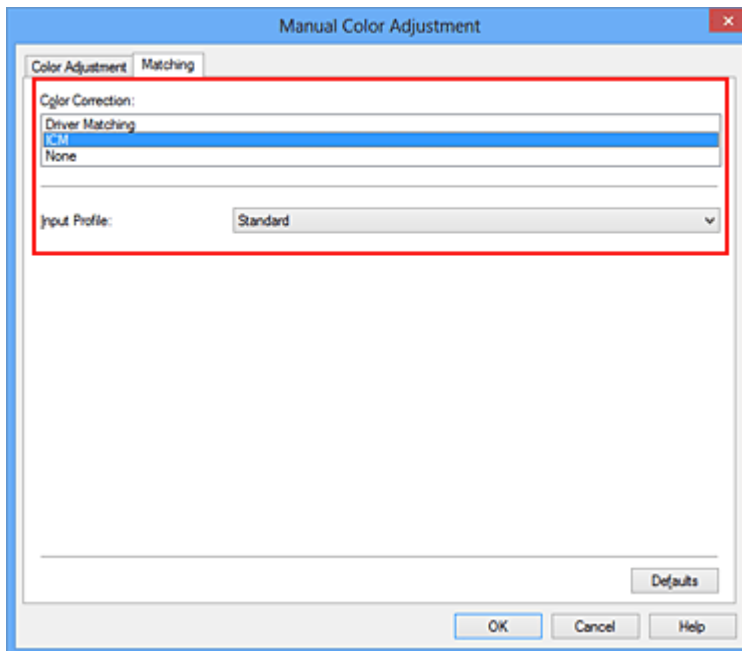 Manual Color Adjustment
Color Adjustment Matching
Color Correction:
Driver Matching
ICM
None
Input Profile: Standard
Defaults
OK Cancel Help